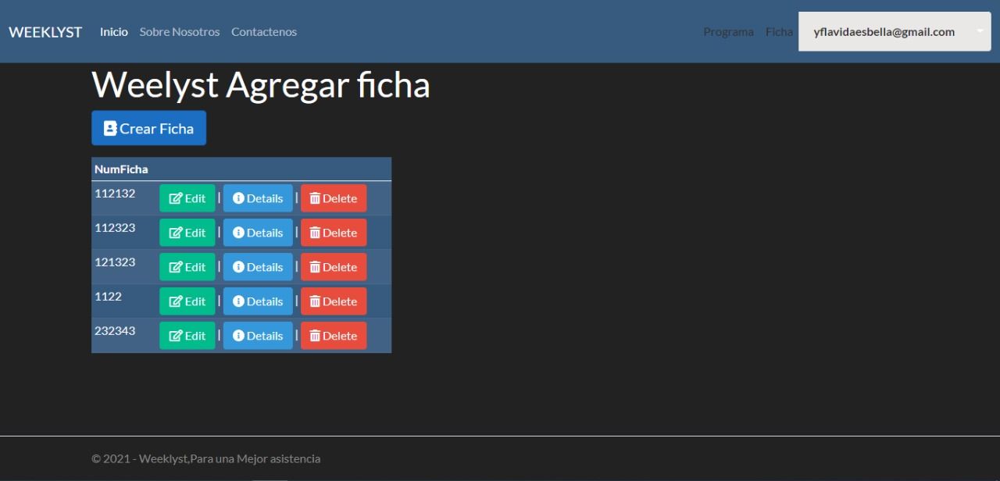 WEEKLYST Inicio Sobre Nosotros Contactenos Programa Ficha yflavidaesbella@gmail.com
Weelyst Agregar ficha
Crear Ficha
NumFicha
112132 Edit | Details | Delete
112323 Edit | Details | Delete
121323 Edit | Details | Delete
1122 Edit | Details | Delete
232343 Edit | Details | Delete
© 2021 - Weeklyst,Para una Mejor asistencia